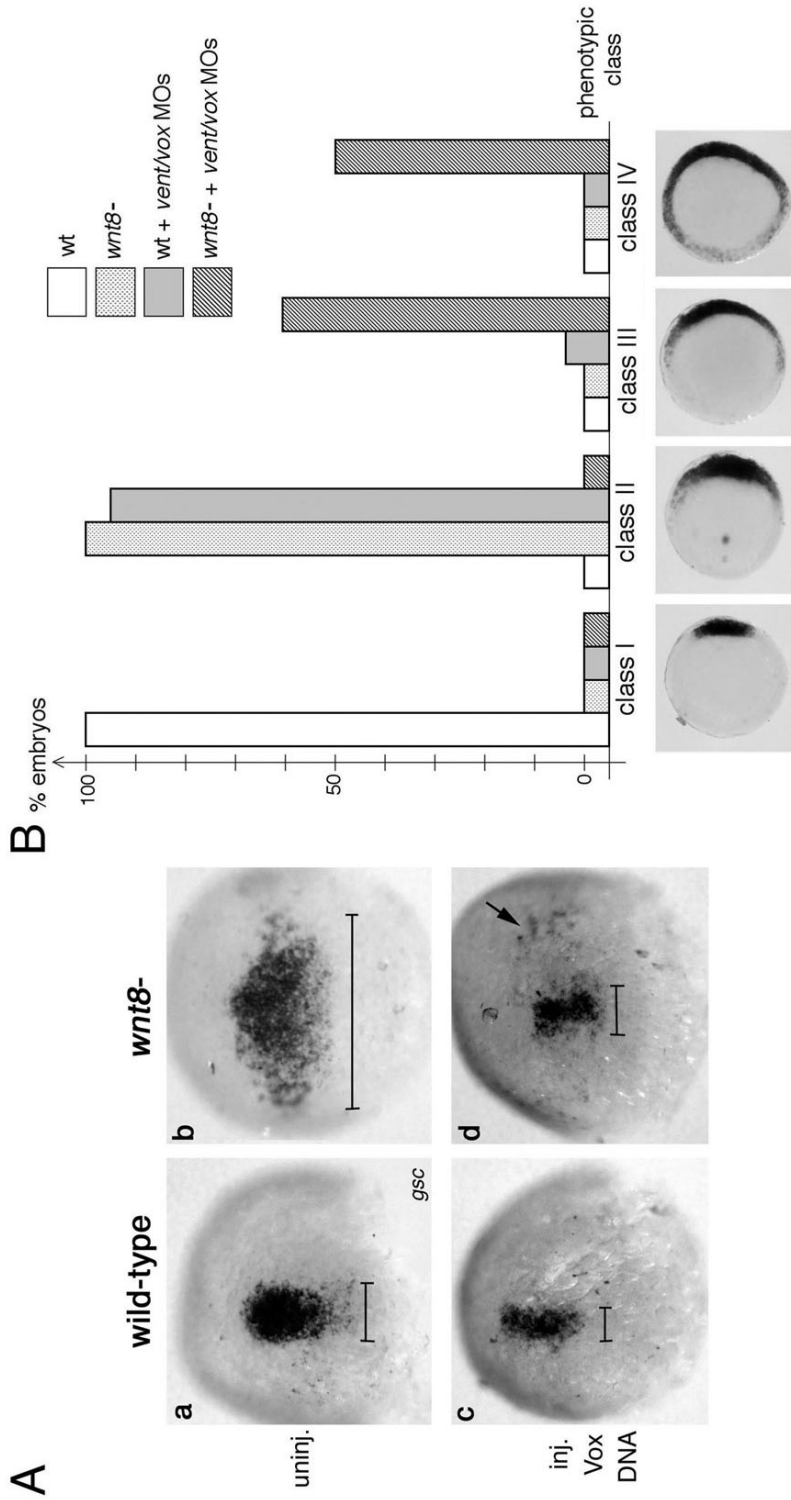 A
wild-type
wnt8-
uninj.
a
gsc
b
inj.
Vox
DNA
c
d
B
% embryos
100
50
0
wt
wnt8-
wt + vent/vox MOs
wnt8- + vent/vox MOs
class I
class II
class III
class IV
phenotypic
class